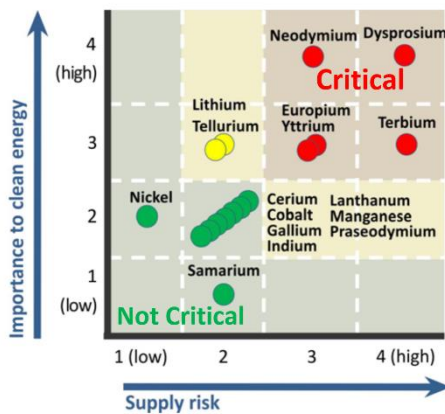 Importance to clean energy
4
(high)
3
2
1
(low)
Neodymium Dysprosium
Critical
Lithium
Tellurium
Europium
Yttrium
Terbium
Nickel
Cerium Lanthanum
Cobalt Manganese
Gallium Praseodymium
Indium
Samarium
Not Critical
1 (low) 2 3 4 (high)
Supply risk